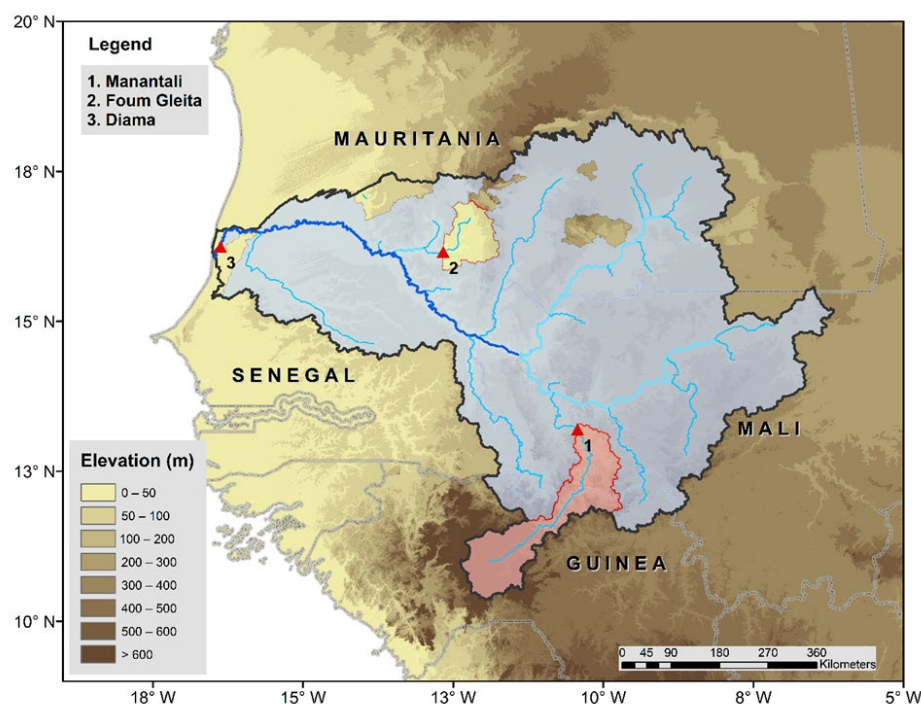 20° N
Legend
1. Manantali
2. Foum Gleita
3. Diama
MAURITANIA
18° N
2
3
15° N
SENEGAL
1
MALI
13° N
Elevation (m)
0 – 50
50 – 100
100 – 200
200 – 300
300 – 400
400 – 500
500 – 600
> 600
GUINEA
10° N
0 45 90 180 270 360
Kilometers
18° W 15° W 13° W 10° W 8° W 5° W